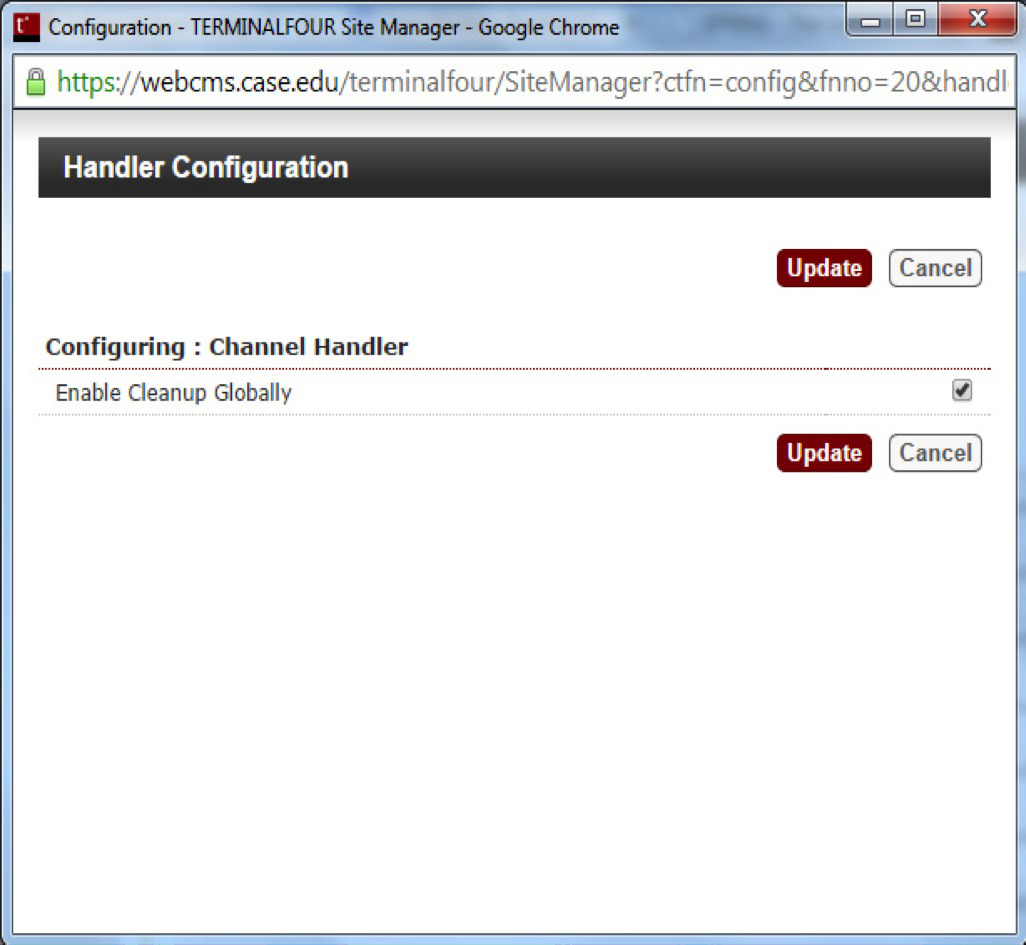 Configuration - TERMINALFOUR Site Manager - Google Chrome
https://webcms.case.edu/terminalfour/SiteManager?ctfn=config&fnno=20&handl
Handler Configuration
Update Cancel
Configuring : Channel Handler
Enable Cleanup Globally
Update Cancel